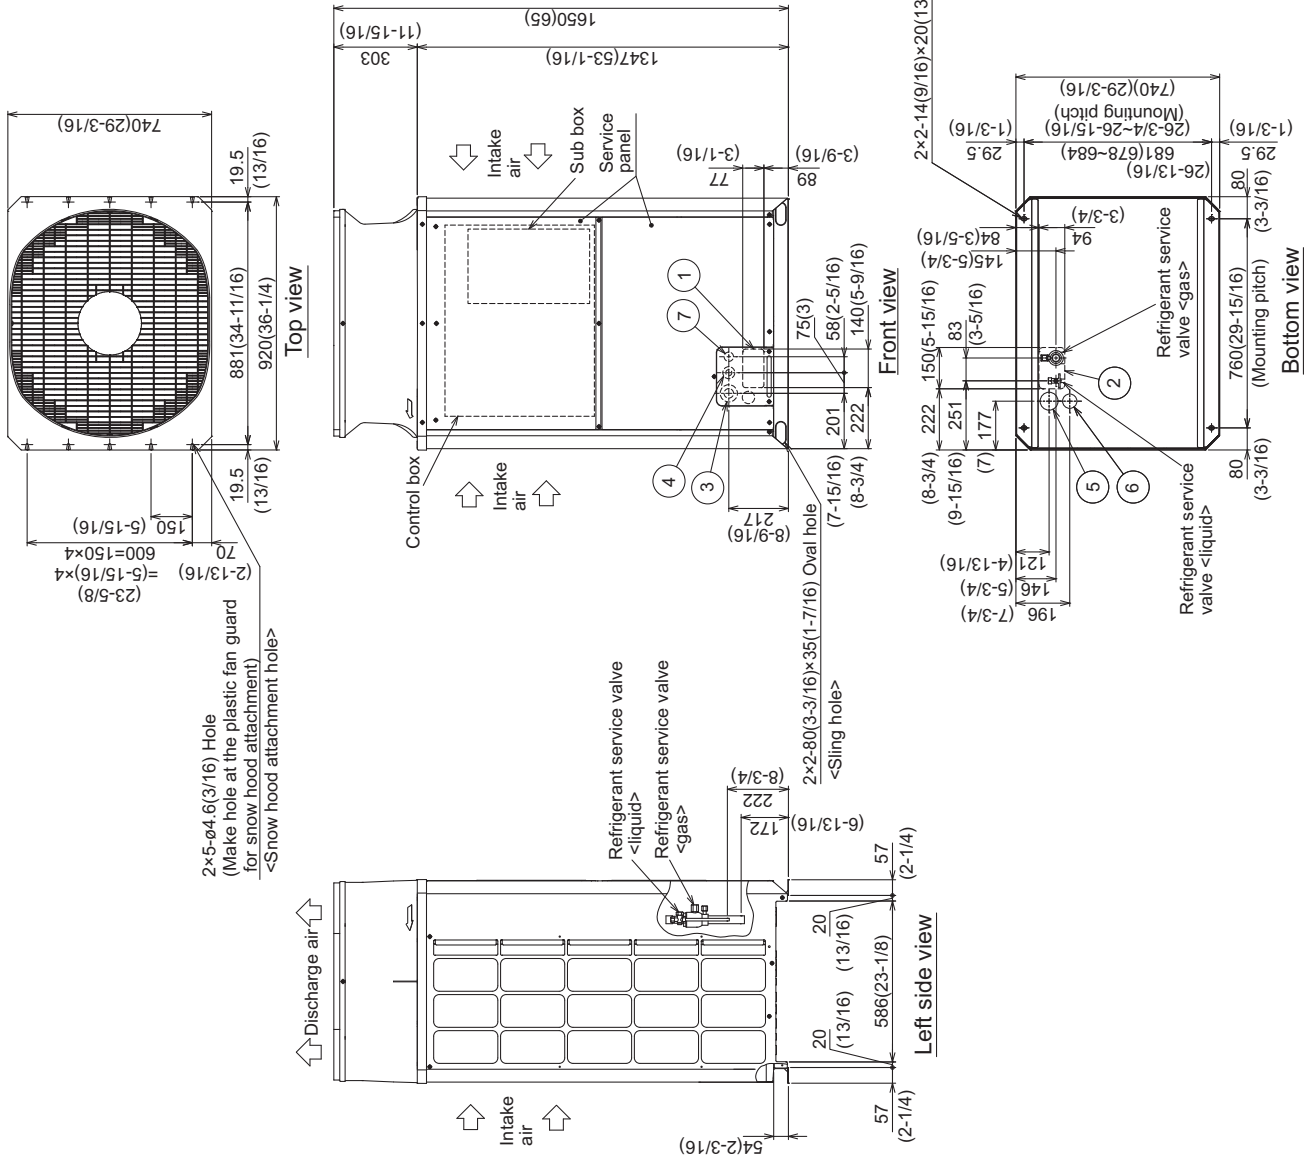 740(29-3/16)
19.5
(13/16)
881(34-11/16)
920(36-1/4)
19.5
(13/16)
Top view
150
(5-15/16)
600=150×4
=(5-15/16)×4
(23-5/8)
70
(2-13/16)
2×5-ø4.6(3/16) Hole
(Make hole at the plastic fan guard
for snow hood attachment)
<Snow hood attachment hole>
1650(65)
(11-15/16)
303
1347(53-1/16)
Intake
air
Sub box
Service
panel
(3-1/16)
77
(3-9/16)
89
Control box
Intake
air
1
7
4
3
75(3)
58(2-5/16)
140(5-9/16)
201
(7-15/16)
222
(8-3/4)
217
(8-9/16)
2×2-80(3-3/16)×35(1-7/16) Oval hole
<Sling hole>
Front view
Discharge air
Intake
air
Refrigerant service valve
<liquid>
Refrigerant service valve
<gas>
222
(8-3/4)
172
(6-13/16)
57
(2-1/4)
20
(13/16)
586(23-1/8)
20
(13/16)
57
(2-1/4)
54(2-3/16)
Left side view
2×2-14(9/16)×20(13
(740)(29-3/16)
(Mounting pitch)
(26-3/4~26-15/16)
681(678~684)
(26-13/16)
(1-3/16)
29.5
(1-3/16)
29.5
80
(3-3/16)
(3-3/4)
94
84(3-5/16)
145(5-3/4)
150(5-15/16)
83
(3-5/16)
222
(8-3/4)
251
(9-15/16)
177
(7)
Refrigerant service
valve <gas>
2
5
6
760(29-15/16)
(Mounting pitch)
80
(3-3/16)
Refrigerant service
valve <liquid>
(4-13/16)
121
(5-3/4)
146
(7-3/4)
196
Bottom view